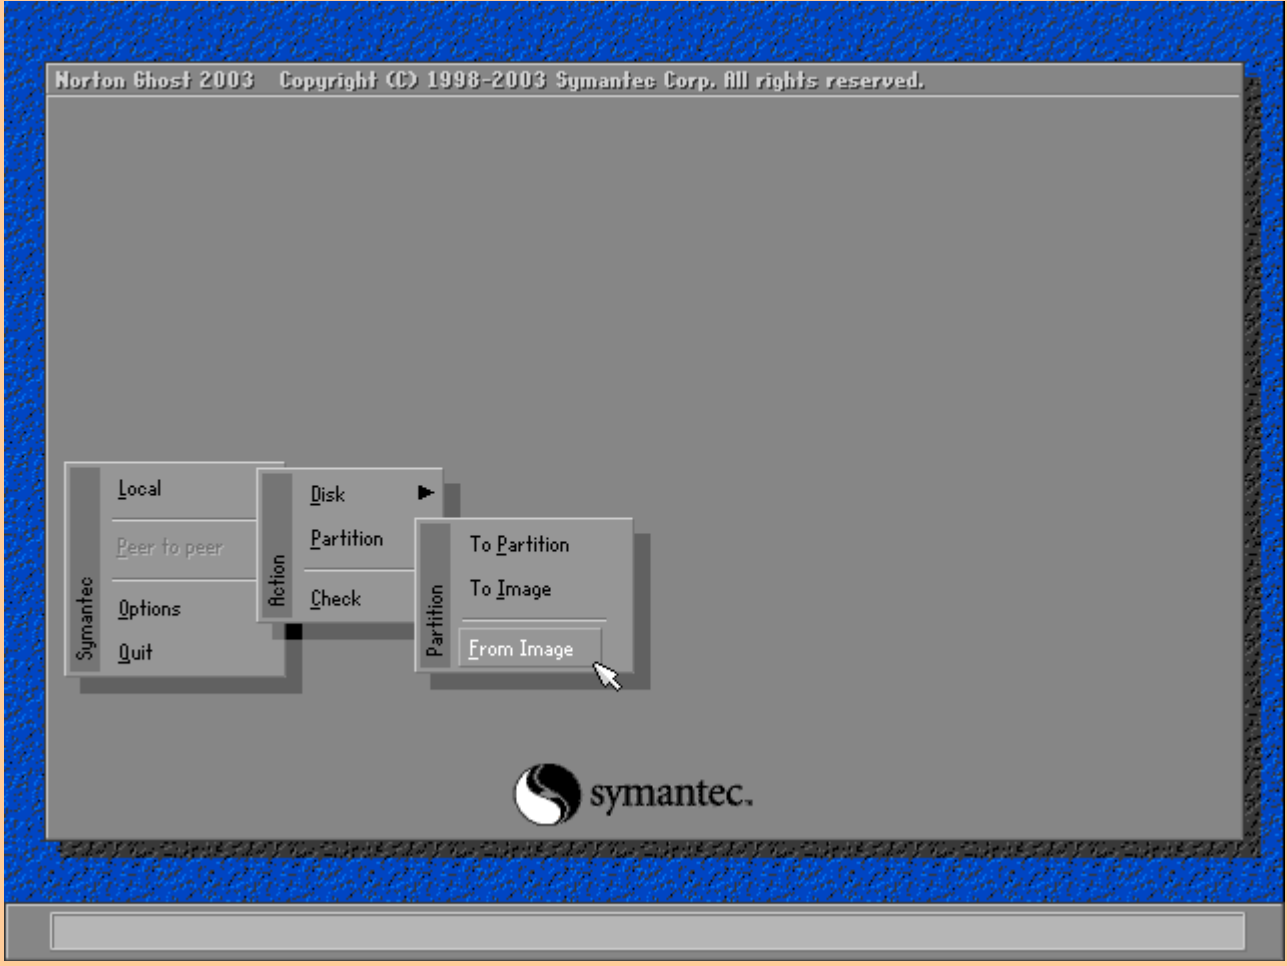 Norton Ghost 2003   Copyright (C) 1998-2003 Symantec Corp. All rights reserved.
Symantec
Local
Peer to peer
Options
Quit
Action
Disk
Partition
Check
Partition
To Partition
To Image
From Image
symantec™